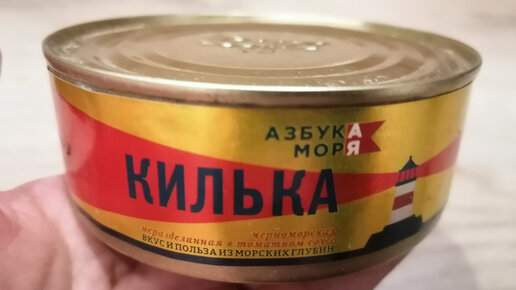 АЗБУКА
МОРЯ
КИЛЬКА
черноморская
неразделанная в томатном соусе
ВКУС И ПОЛЬЗА ИЗ МОРСКИХ ГЛУБИН